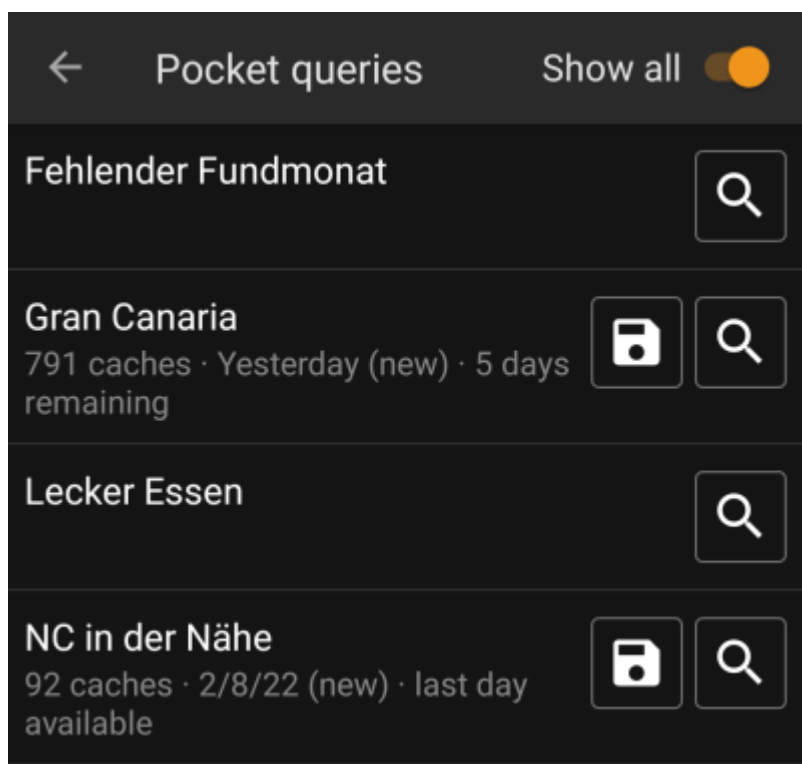 Pocket queries
Show all
Fehlender Fundmonat
Gran Canaria
791 caches · Yesterday (new) · 5 days
remaining
Lecker Essen
NC in der Nähe
92 caches · 2/8/22 (new) · last day
available